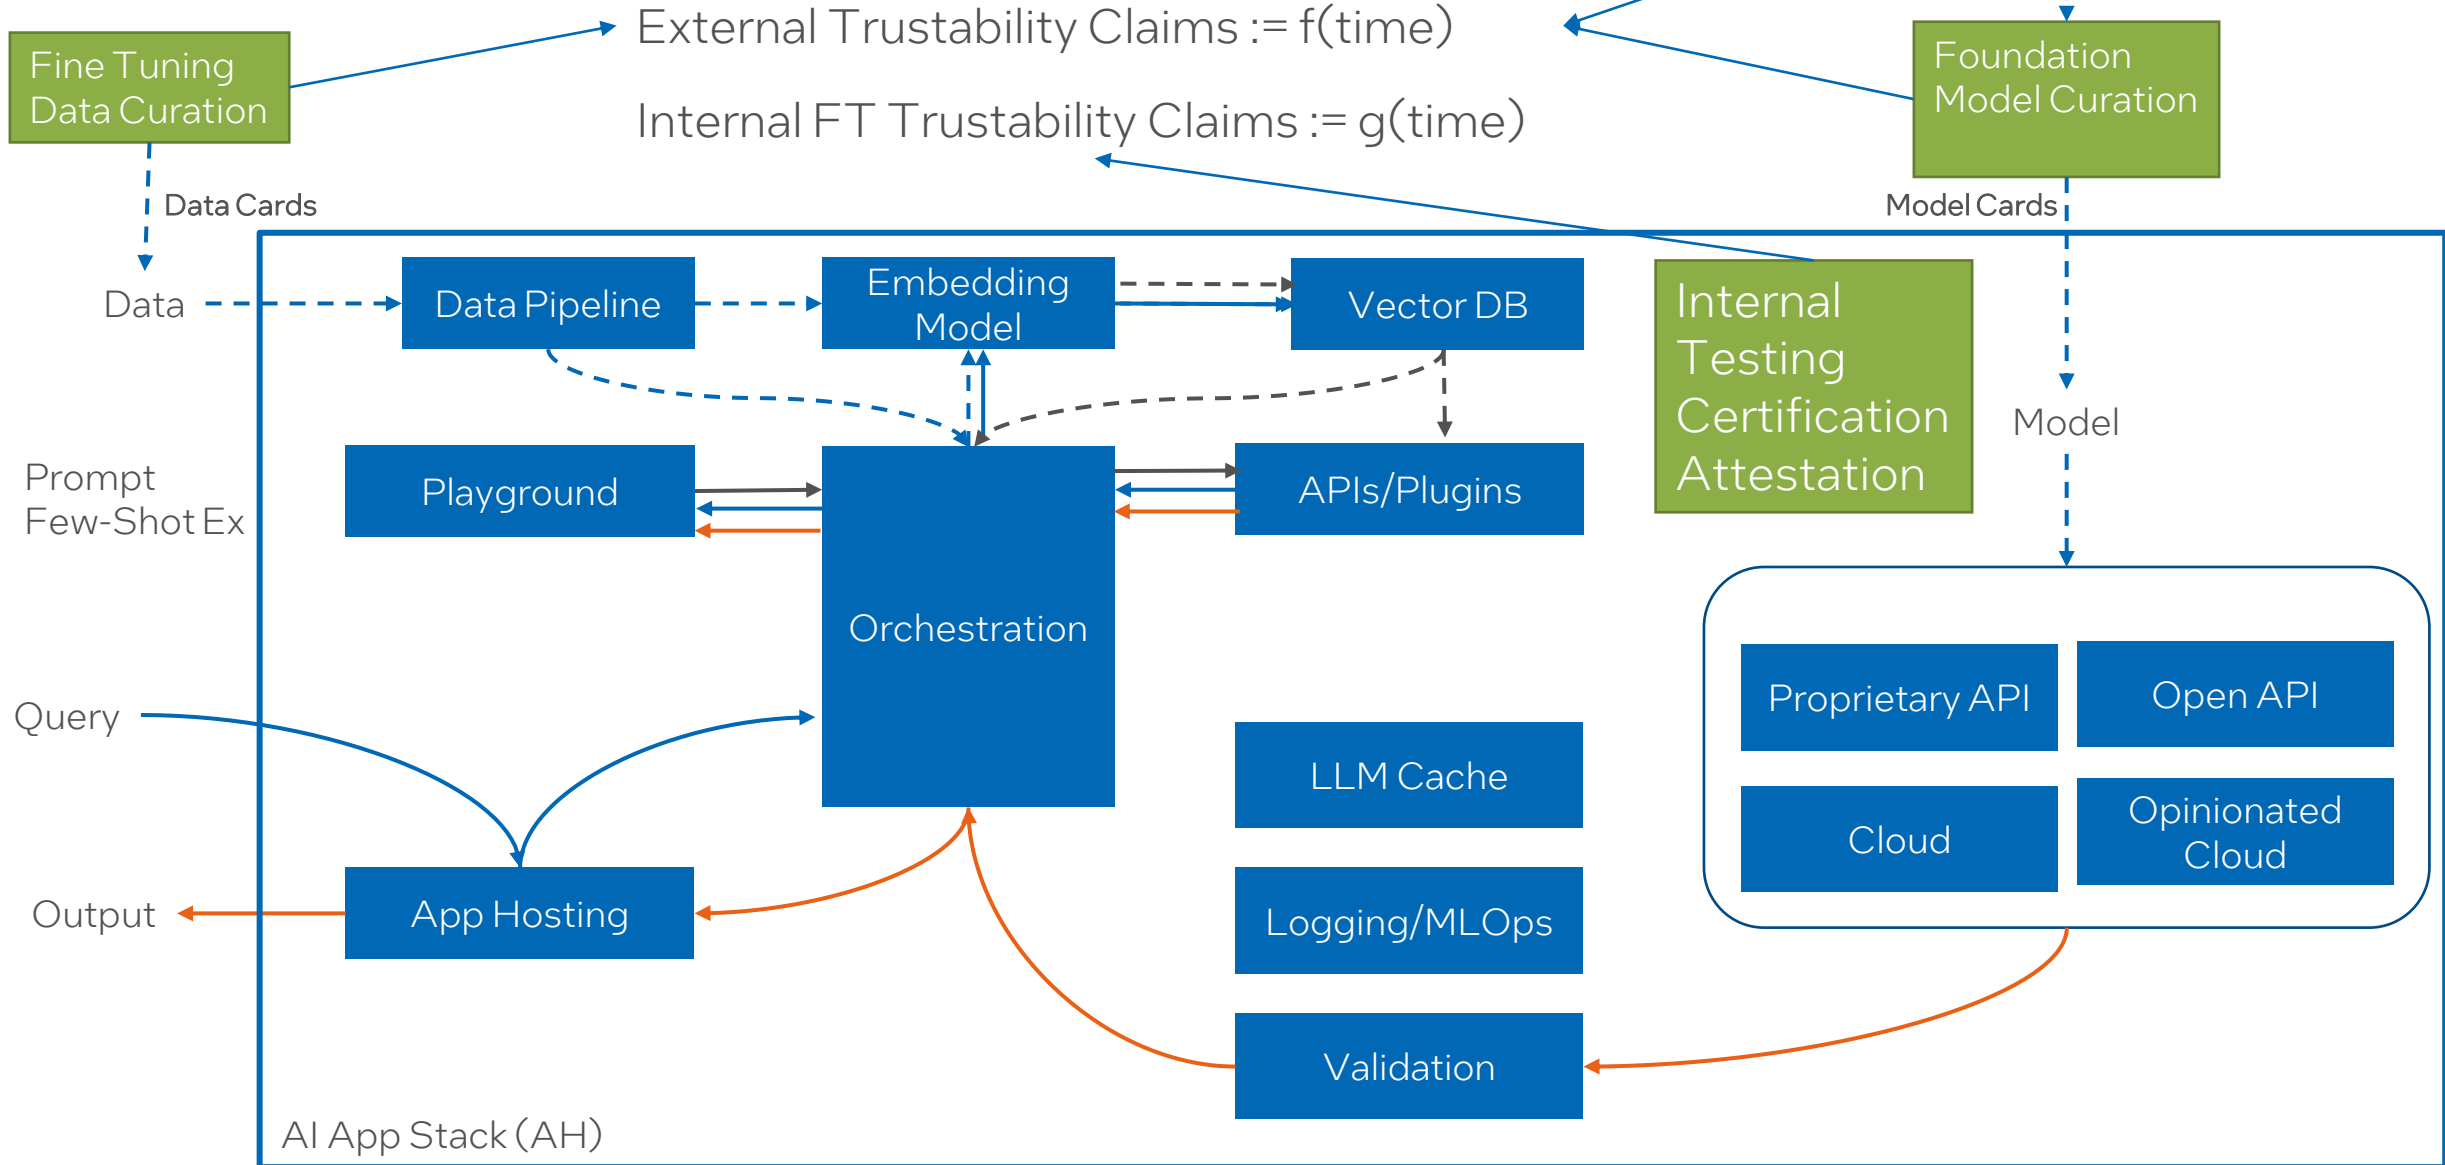 External Trustability Claims := f(time)
Fine Tuning
Data Curation
Foundation
Model Curation
Internal FT Trustability Claims := g(time)
Data Cards
Model Cards
Data
Data Pipeline
Embedding
Model
Vector DB
Internal
Testing
Certification
Attestation
Model
Prompt
Few-Shot Ex
Playground
APIs/Plugins
Orchestration
Query
Proprietary API
Open API
LLM Cache
Cloud
Opinionated
Cloud
Output
App Hosting
Logging/MLOps
Validation
AI App Stack (AH)